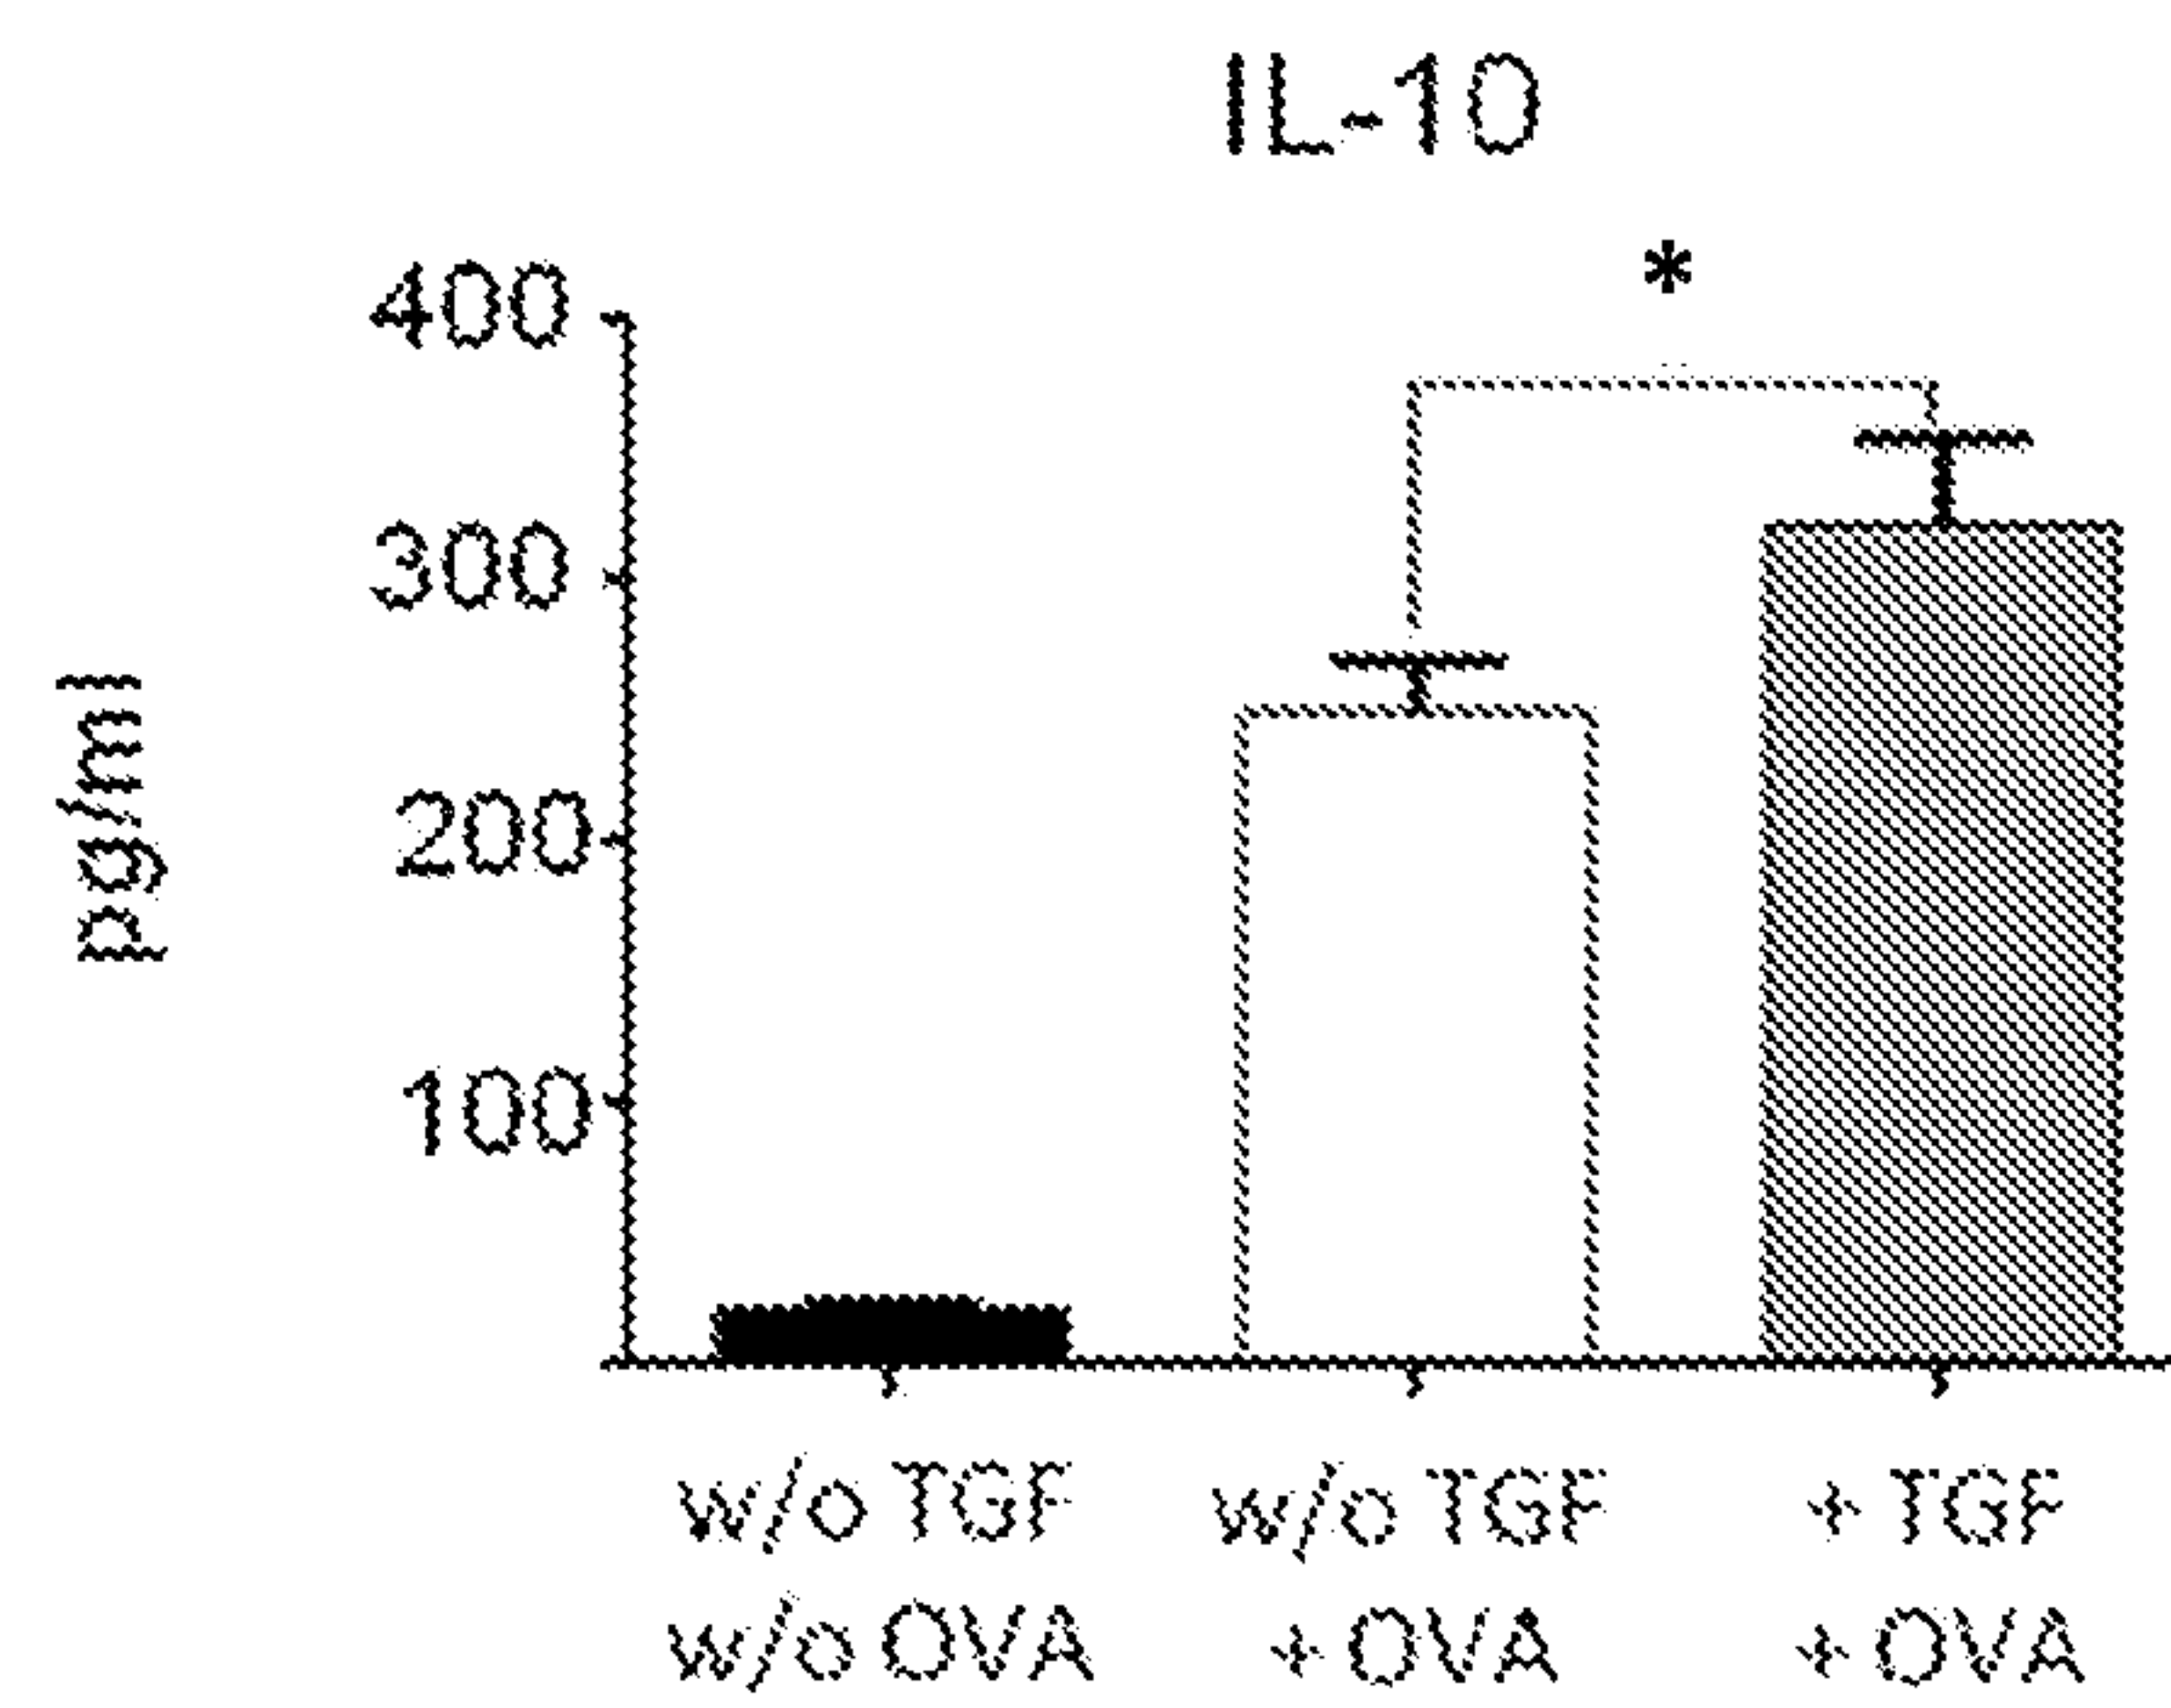 IL-10
*
400
300
200
100
pg/ml
w/o TGF w/o TGF + TGF
w/o OVA + OVA + OVA